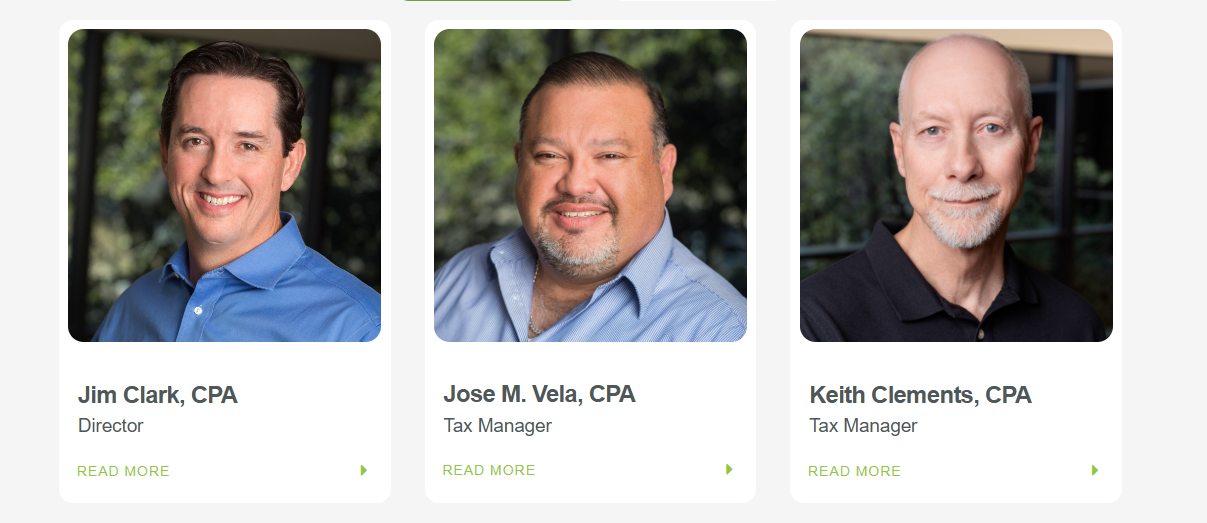 Jim Clark, CPA
Director
READ MORE
Jose M. Vela, CPA
Tax Manager
READ MORE
Keith Clements, CPA
Tax Manager
READ MORE